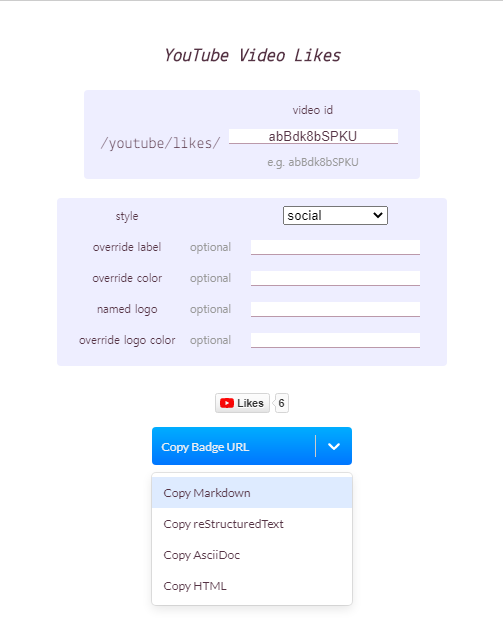 YouTube Video Likes
video id
/youtube/likes/ abBdk8bSPKU
e.g. abBdk8bSPKU
style social
override label optional
override color optional
named logo optional
override logo color optional
Likes 6
Copy Badge URL
Copy Markdown
Copy reStructuredText
Copy AsciiDoc
Copy HTML